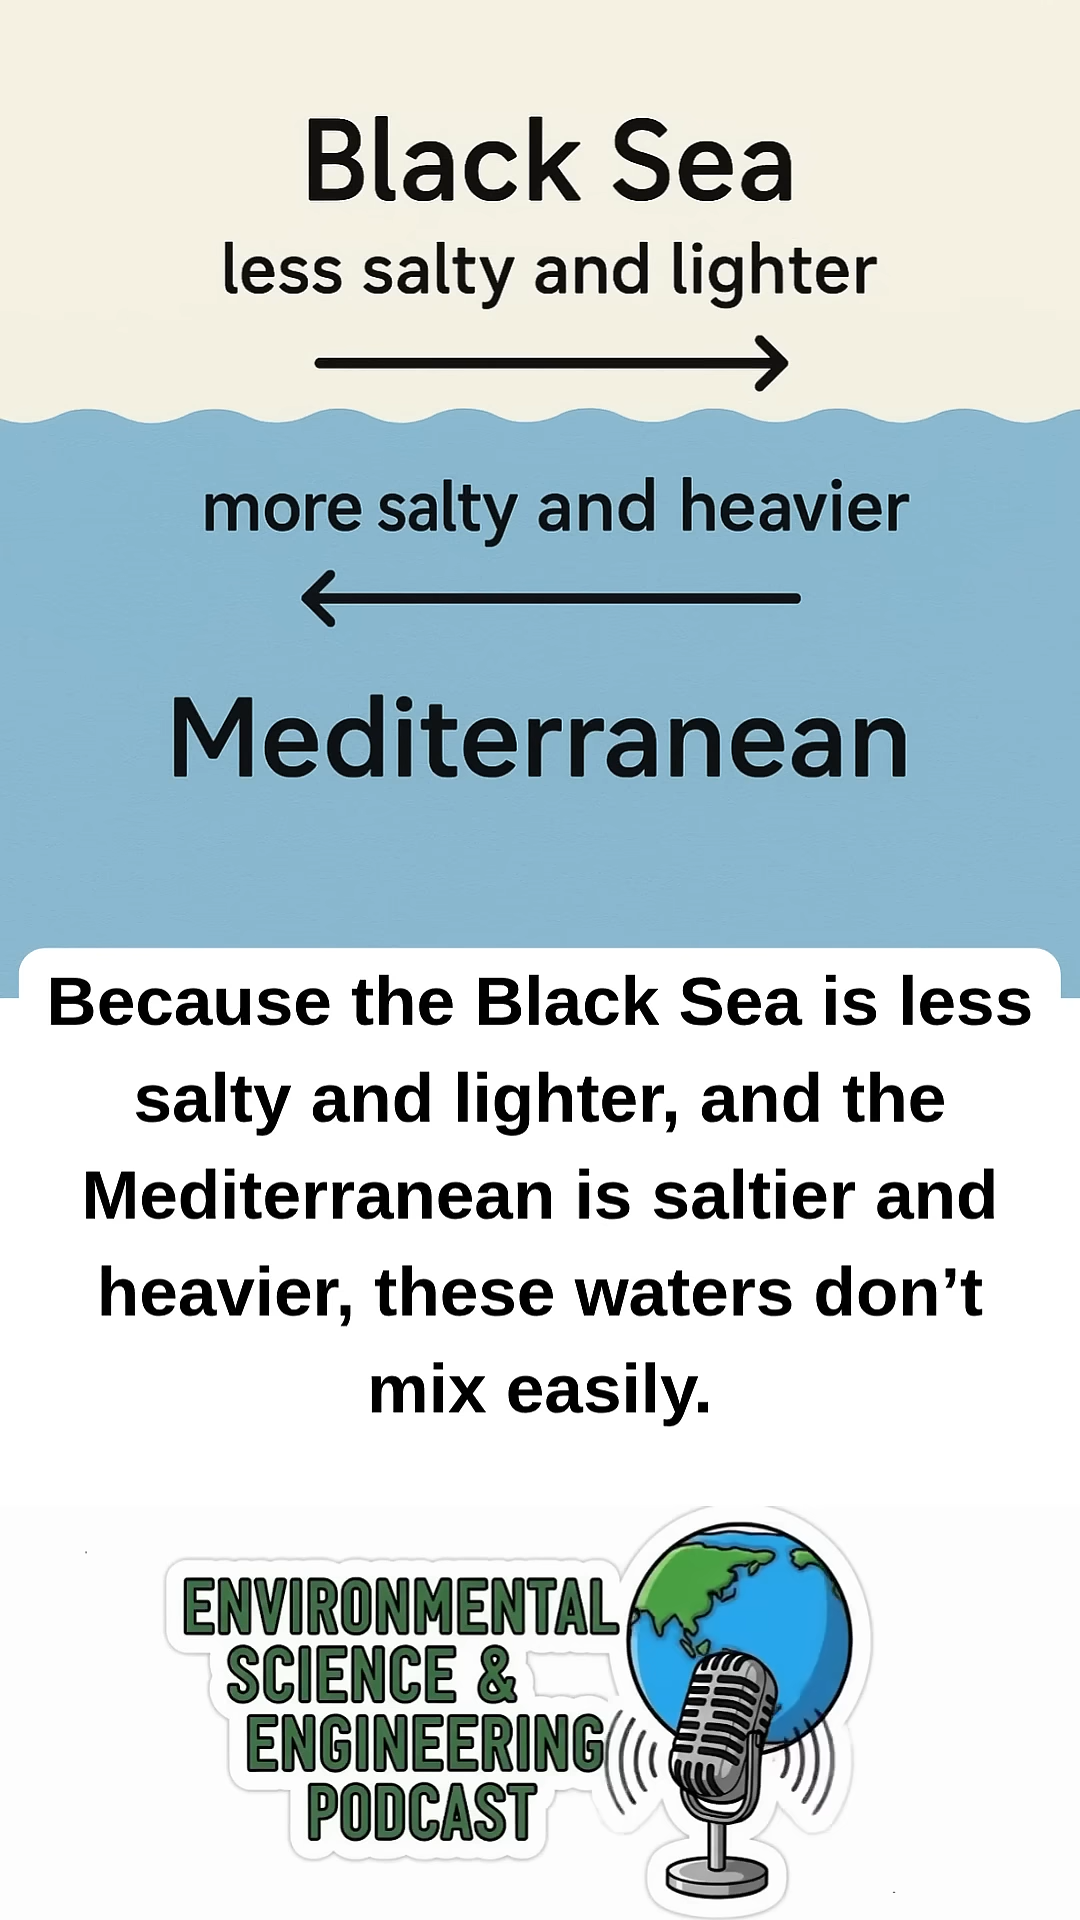 Black Sea
less salty and lighter
more salty and heavier
Mediterranean
Because the Black Sea is less
salty and lighter, and the
Mediterranean is saltier and
heavier, these waters don’t
mix easily.
ENVIRONMENTAL
SCIENCE &
ENGINEERING
PODCAST